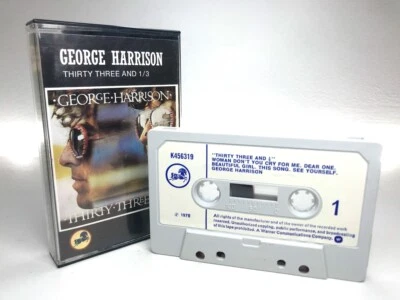 GEORGE HARRISON
THIRTY THREE AND 1/3
·GEORGE·HARRISON·
THIRTY·THREE
K456319
"THIRTY THREE AND ⅓"
WOMAN DON'T YOU CRY FOR ME. DEAR ONE.
BEAUTIFUL GIRL. THIS SONG. SEE YOURSELF.
GEORGE HARRISON
1
℗ 1976
All rights of the manufacturer and of the owner of the recorded work
reserved. Unauthorised copying, public performance, and broadcasting
of this tape prohibited. A Warner Communications Company.